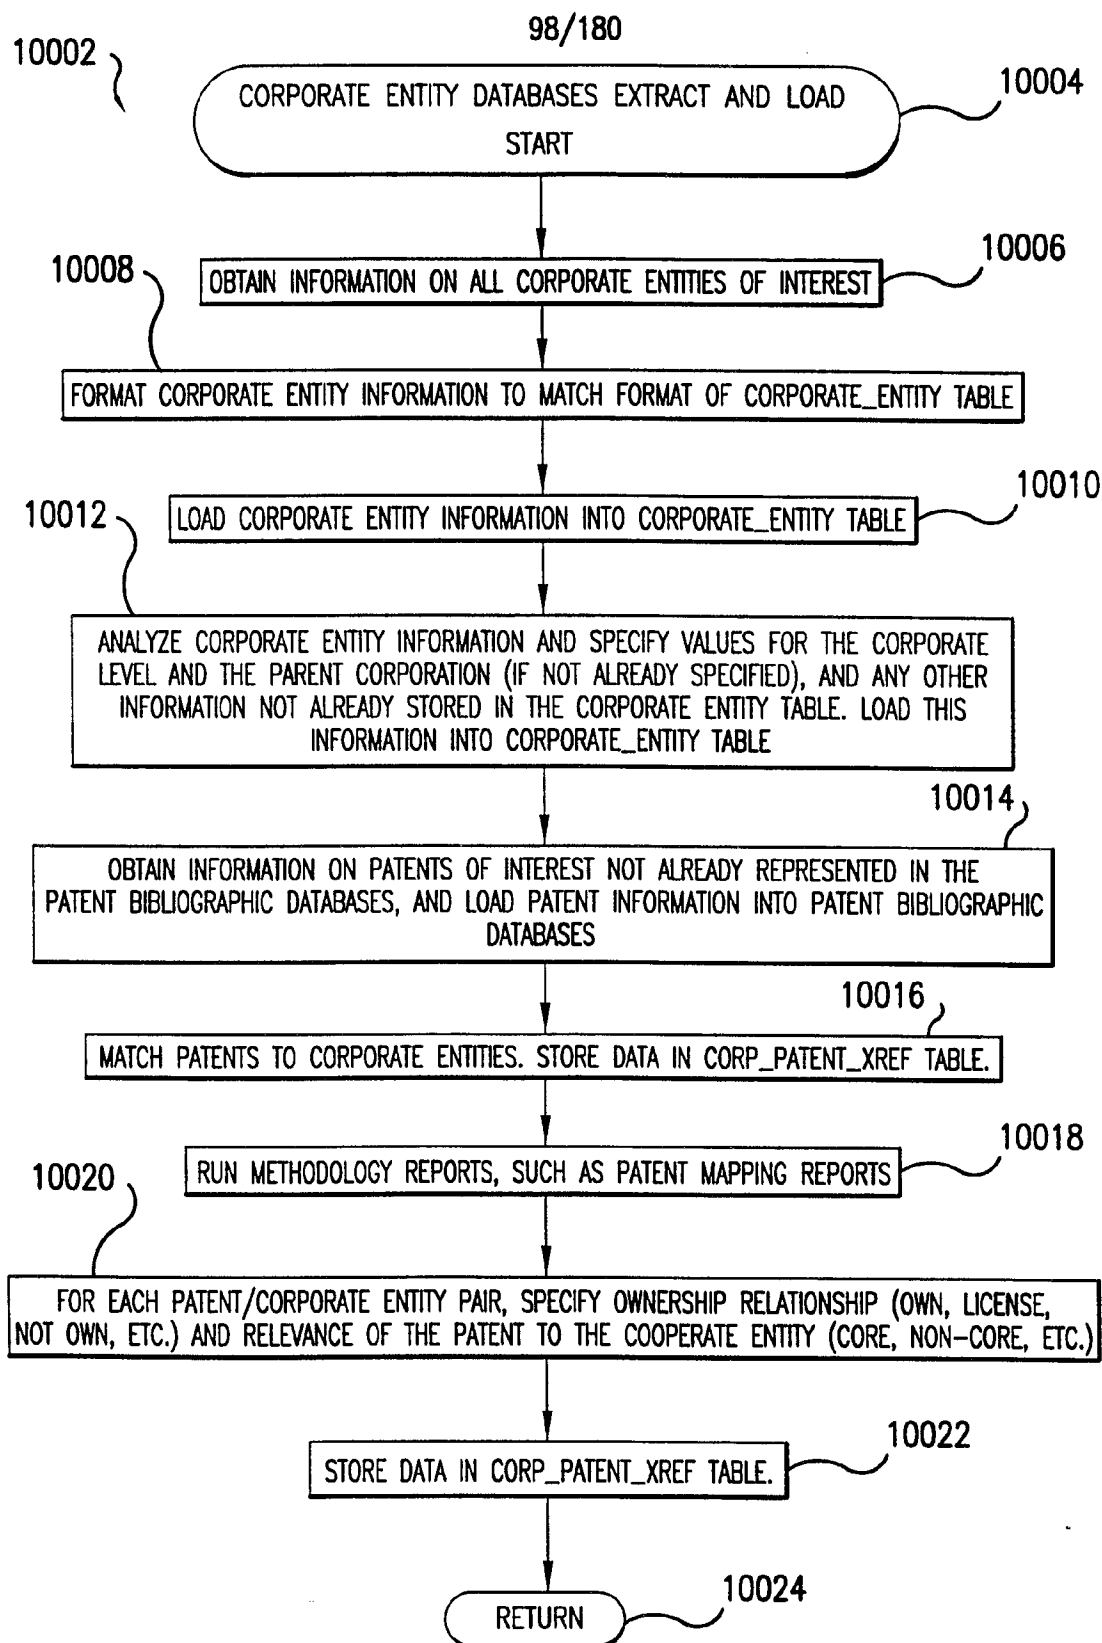 98/180
10002
10004
CORPORATE ENTITY DATABASES EXTRACT AND LOAD
START
10006
10008
OBTAIN INFORMATION ON ALL CORPORATE ENTITIES OF INTEREST
FORMAT CORPORATE ENTITY INFORMATION TO MATCH FORMAT OF CORPORATE_ENTITY TABLE
10010
10012
LOAD CORPORATE ENTITY INFORMATION INTO CORPORATE_ENTITY TABLE
ANALYZE CORPORATE ENTITY INFORMATION AND SPECIFY VALUES FOR THE CORPORATE
LEVEL AND THE PARENT CORPORATION (IF NOT ALREADY SPECIFIED), AND ANY OTHER
INFORMATION NOT ALREADY STORED IN THE CORPORATE ENTITY TABLE. LOAD THIS
INFORMATION INTO CORPORATE_ENTITY TABLE
10014
OBTAIN INFORMATION ON PATENTS OF INTEREST NOT ALREADY REPRESENTED IN THE
PATENT BIBLIOGRAPHIC DATABASES, AND LOAD PATENT INFORMATION INTO PATENT BIBLIOGRAPHIC
DATABASES
10016
MATCH PATENTS TO CORPORATE ENTITIES. STORE DATA IN CORP_PATENT_XREF TABLE.
10018
RUN METHODOLOGY REPORTS, SUCH AS PATENT MAPPING REPORTS
10020
FOR EACH PATENT/CORPORATE ENTITY PAIR, SPECIFY OWNERSHIP RELATIONSHIP (OWN, LICENSE,
NOT OWN, ETC.) AND RELEVANCE OF THE PATENT TO THE COOPERATE ENTITY (CORE, NON-CORE, ETC.)
10022
STORE DATA IN CORP_PATENT_XREF TABLE.
10024
RETURN